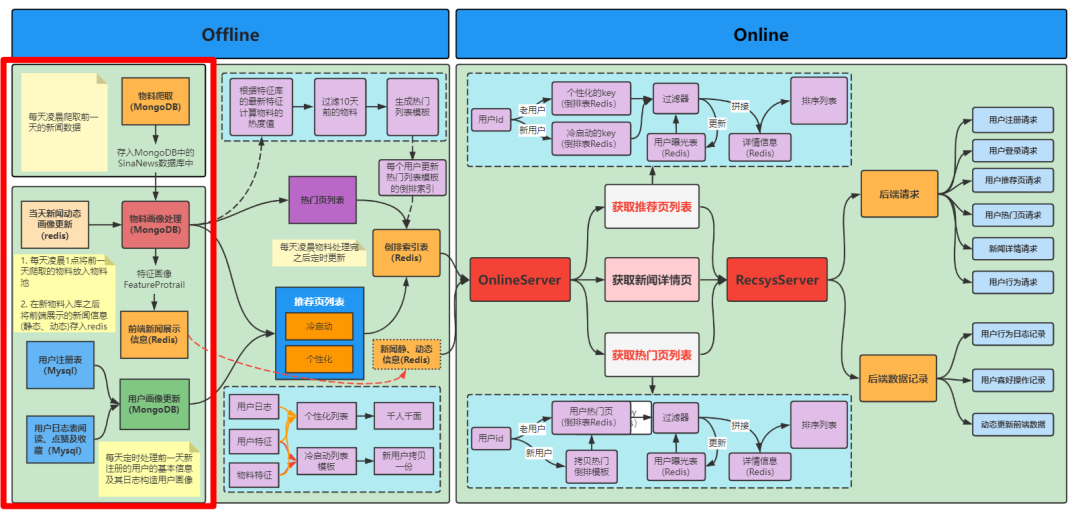 Offline
Online
每天凌晨爬取前一
天的新闻数据
物料爬取
(MongoDB)
存入MongoDB中的
SinaNews数据库中
当天新闻动态
画像更新
(redis)
物料画像处理
(MongoDB)
1. 每天凌晨1点将前一
天爬取的物料放入物料
池
2. 在新物料入库之后
将前端展示的新闻信息
(静态、动态)存入redis
特征画像
FeatureProtrail
前端新闻展示
信息(Redis)
用户注册表
(Mysql)
用户画像更新
(MongoDB)
用户日志表阅
读、点赞及收
藏（Mysql）
每天定时处理前一天新
注册的用户的基本信息
及其日志构造用户画像
根据特征库
的最新特征
计算物料的
热度值
过滤10天
前的物料
生成热门
列表模板
每个用户更新
热门列表模板
的倒排索引
热门页列表
每天凌晨物料处理完
之后定时更新
倒排索引表
(Redis)
推荐页列表
冷启动
个性化
新闻静、动态
信息(Redis)
用户日志
用户特征
物料特征
个性化列表
冷启动列表
模板
千人千面
新用户拷贝
一份
用户id
老用户
新用户
个性化的key
(倒排表Redis)
冷启动的key
(倒排表Redis)
过滤器
更新
用户曝光表
(Redis)
拼接
详情信息
(Redis)
排序列表
获取推荐页列表
OnlineServer
获取新闻详情页
RecsysServer
获取热门页列表
用户id
老用户
新用户
用户热门页
(倒排表Redis)
拷贝热门
倒排模板
过滤器
更新
用户曝光表
(Redis)
拼接
详情信息
(Redis)
排序列表
后端请求
用户注册请求
用户登录请求
用户推荐页请求
用户热门页请求
新闻详情请求
用户行为请求
后端数据记录
用户行为日志记录
用户喜好操作记录
动态更新前端数据